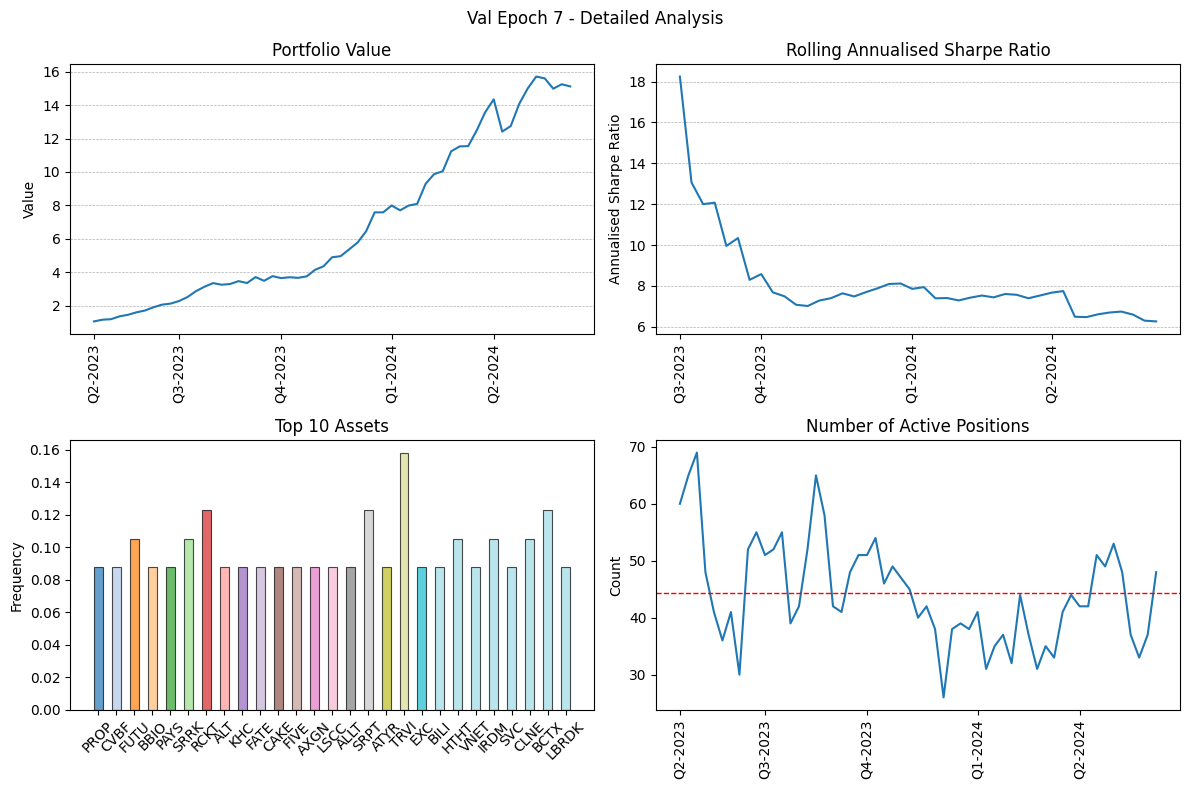 Val Epoch 7 - Detailed Analysis
Portfolio Value
Value
16
14
12
10
8
6
4
2
Q2-2023
Q3-2023
Q4-2023
Q1-2024
Q2-2024
Rolling Annualised Sharpe Ratio
Annualised Sharpe Ratio
18
16
14
12
10
8
6
Q3-2023
Q4-2023
Q1-2024
Q2-2024
Top 10 Assets
Frequency
0.16
0.14
0.12
0.10
0.08
0.06
0.04
0.02
0.00
PROP
CVBF
FUTU
BBIO
PAYS
SRRK
RCKT
ALT
KHC
FATE
CAKE
FIVE
AXGN
LSCC
ALLT
SRPT
ATYR
TRVI
EXC
BILI
HTHT
VNET
IRDM
SVC
CLNE
BCTX
LBRDK
Number of Active Positions
Count
70
60
50
40
30
Q2-2023
Q3-2023
Q4-2023
Q1-2024
Q2-2024